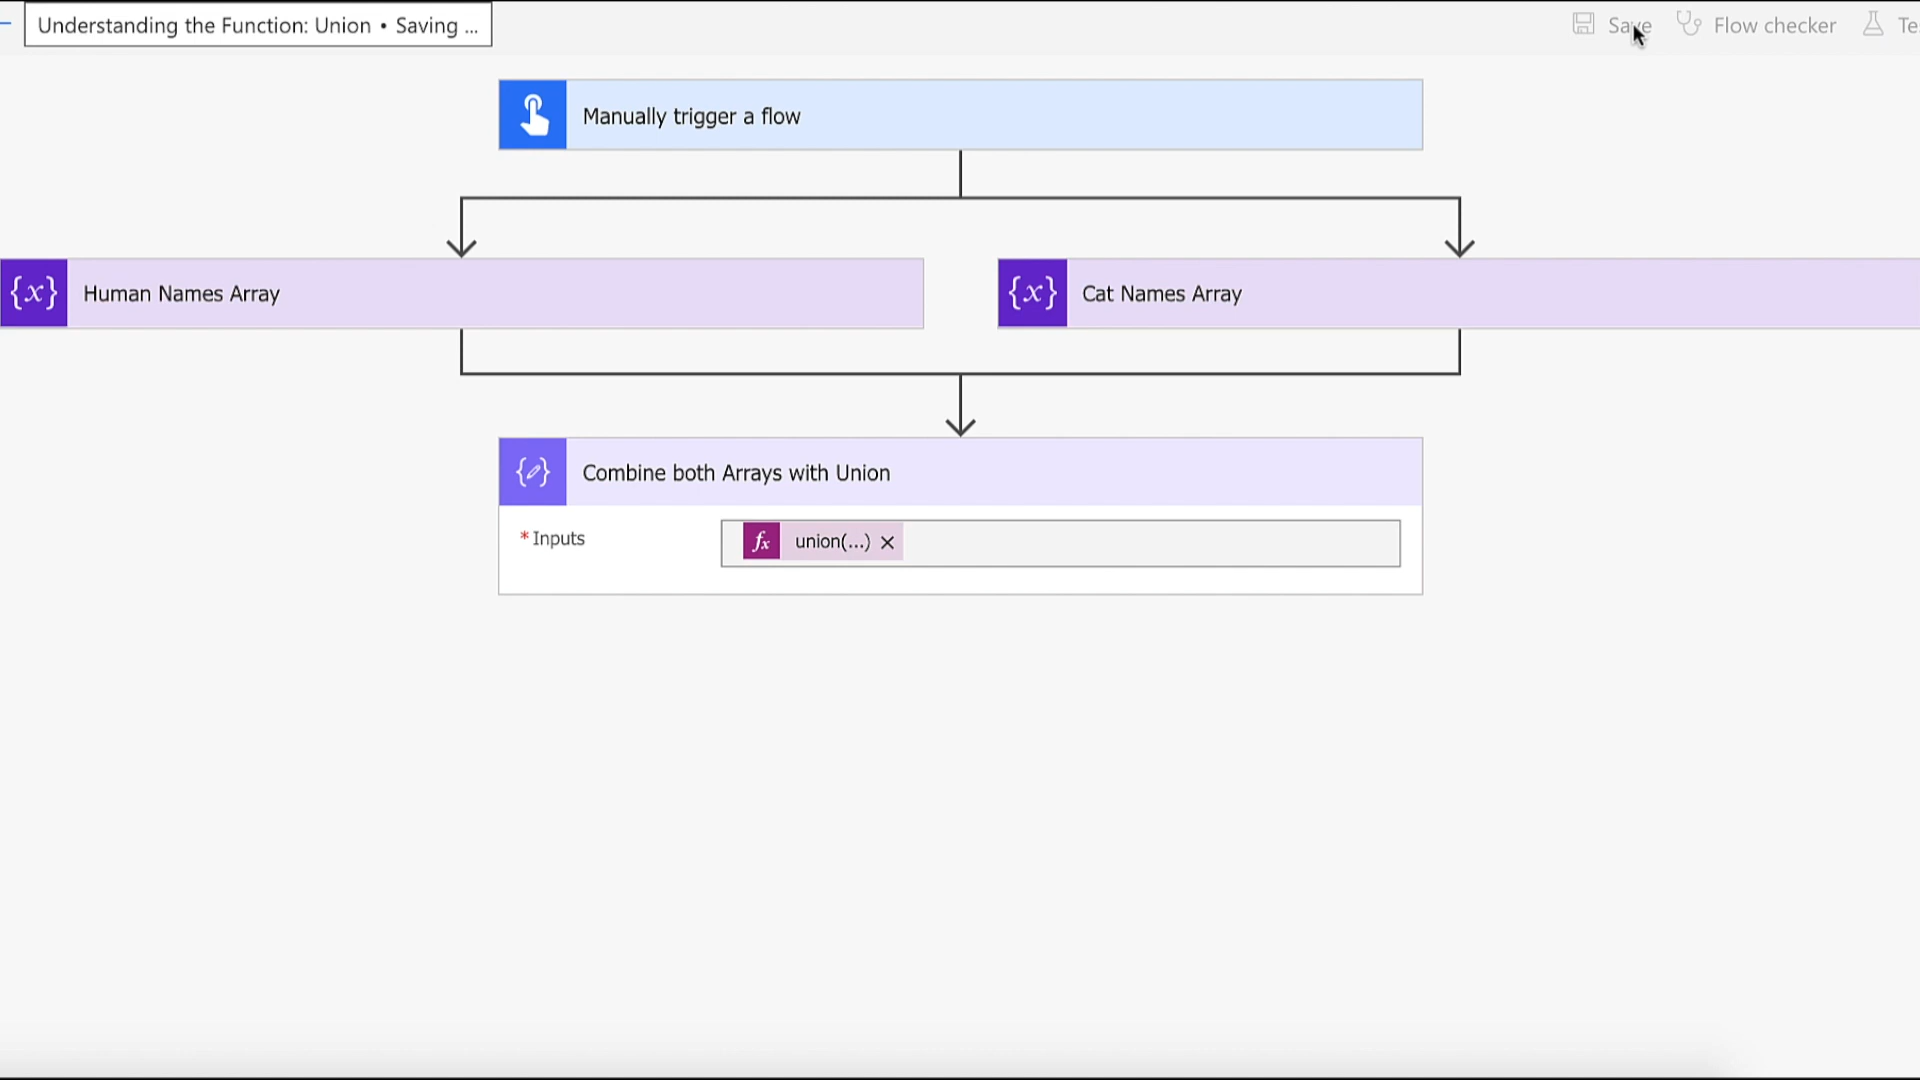 Understanding the Function: Union • Saving ...
Save
Flow checker
Manually trigger a flow
{x} Human Names Array
{x} Cat Names Array
Combine both Arrays with Union
* Inputs
fx union(...) ×